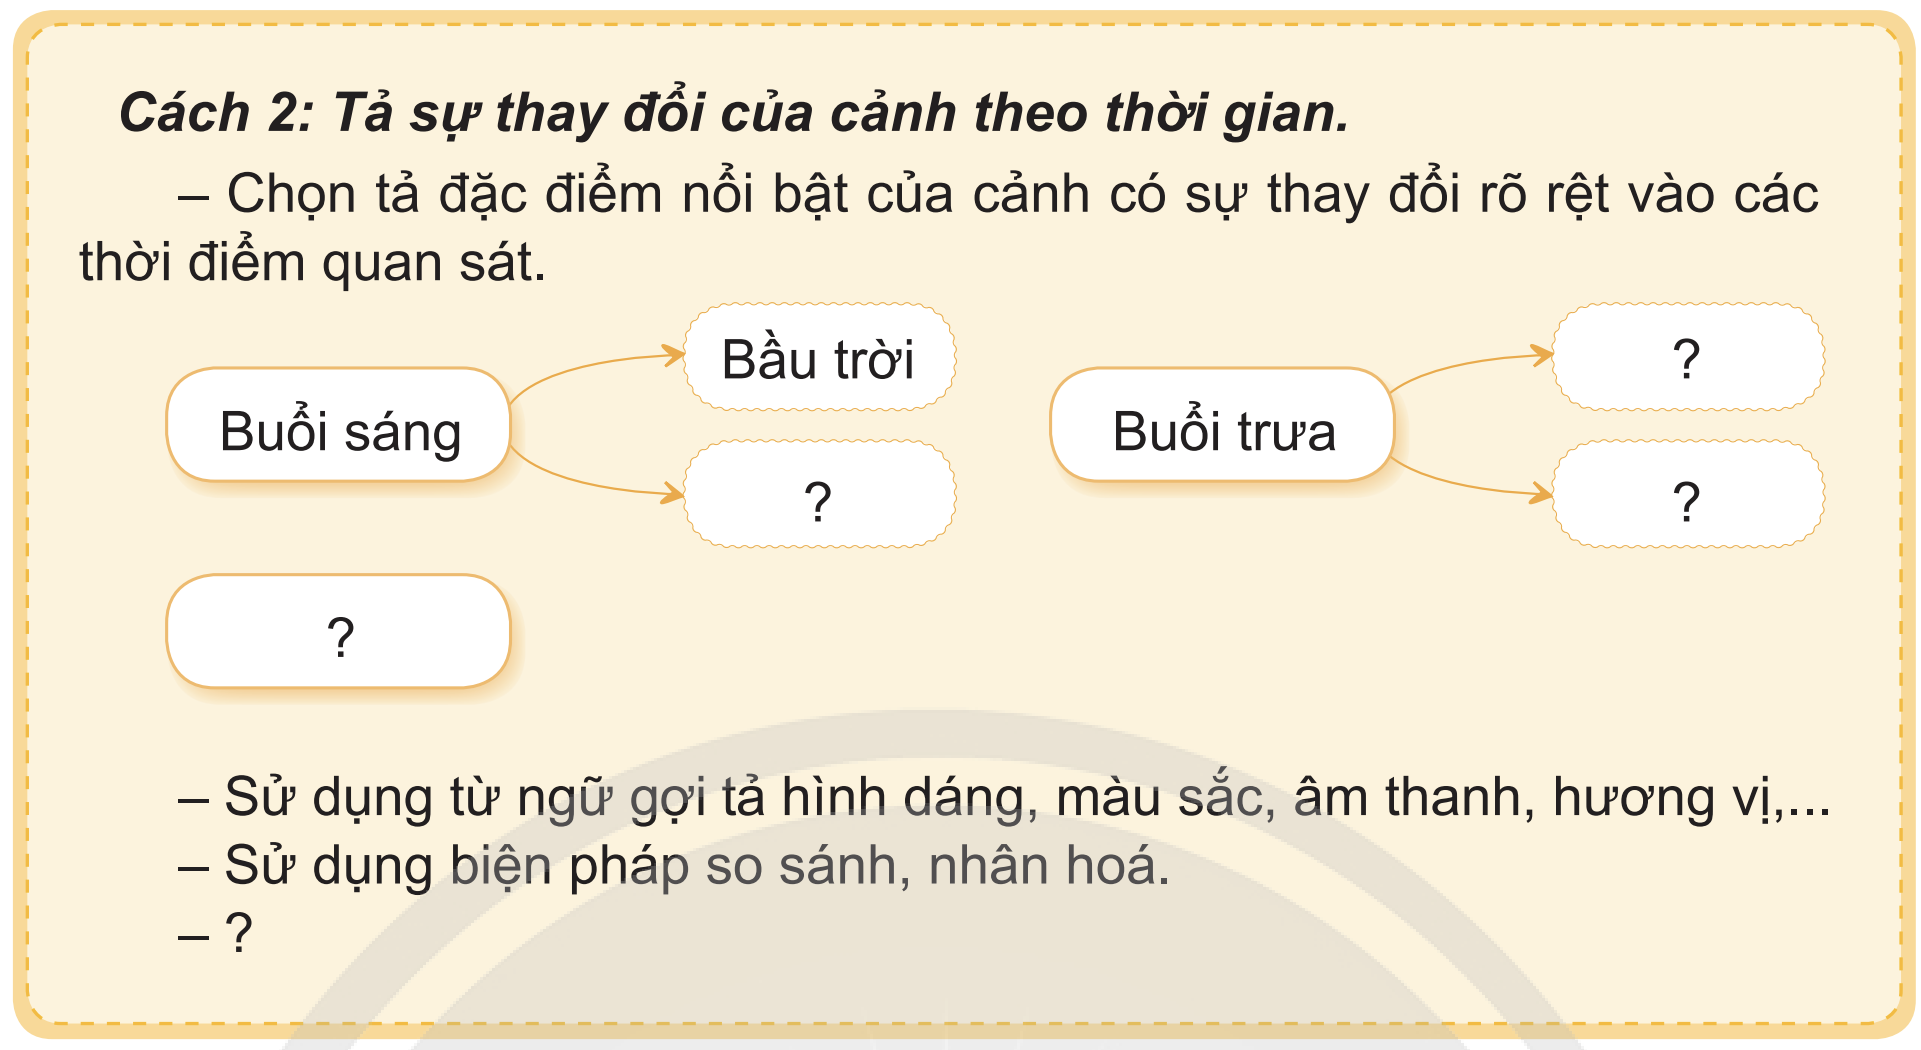 Cách 2: Tả sự thay đổi của cảnh theo thời gian.
– Chọn tả đặc điểm nổi bật của cảnh có sự thay đổi rõ rệt vào các
thời điểm quan sát.
Buổi sáng
Bầu trời
?
Buổi trưa
?
?
?
– Sử dụng từ ngữ gợi tả hình dáng, màu sắc, âm thanh, hương vị,...
– Sử dụng biện pháp so sánh, nhân hoá.
– ?